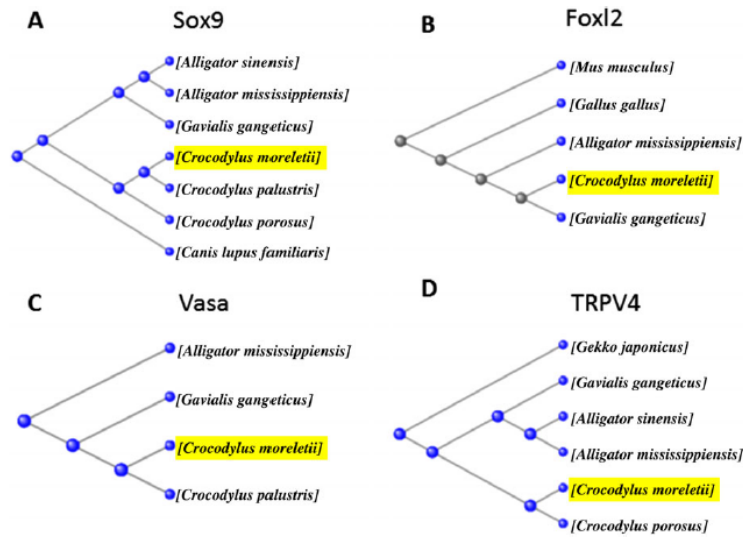 A
Sox9
[Alligator sinensis]
[Alligator mississippiensis]
[Gavialis gangeticus]
[Crocodylus moreletii]
[Crocodylus palustris]
[Crocodylus porosus]
[Canis lupus familiaris]
B
Foxl2
[Mus musculus]
[Gallus gallus]
[Alligator mississippiensis]
[Crocodylus moreletii]
[Gavialis gangeticus]
C
Vasa
[Alligator mississippiensis]
[Gavialis gangeticus]
[Crocodylus moreletii]
[Crocodylus palustris]
D
TRPV4
[Gekko japonicus]
[Gavialis gangeticus]
[Alligator sinensis]
[Alligator mississippiensis]
[Crocodylus moreletii]
[Crocodylus porosus]